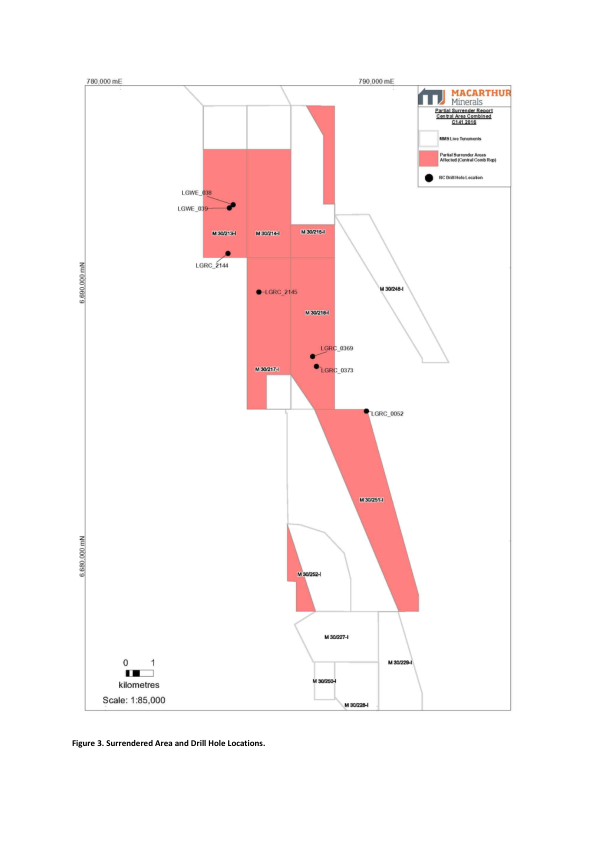 780,000 mE
790,000 mE
MACARTHUR
Minerals
Partial Surrender Report
Central Area Combined
C141 2016
MMS Live Tenements
Partial Surrender Areas
Affected (Central Comb Rep)
RC Drill Hole Location
LGWE_038
LGWE_039
M 30/213-I
M 30/214-I
M 30/215-I
LGRC_2144
6,690,000 mN
M 30/248-I
LGRC_2145
M 30/216-I
LGRC_0369
M 30/217-I
LGRC_0373
LGRC_0052
M 30/251-I
6,680,000 mN
M 30/252-I
M 30/227-I
M 30/229-I
0 1
kilometres
M 30/250-I
Scale: 1:85,000
M 30/228-I
Figure 3. Surrendered Area and Drill Hole Locations.